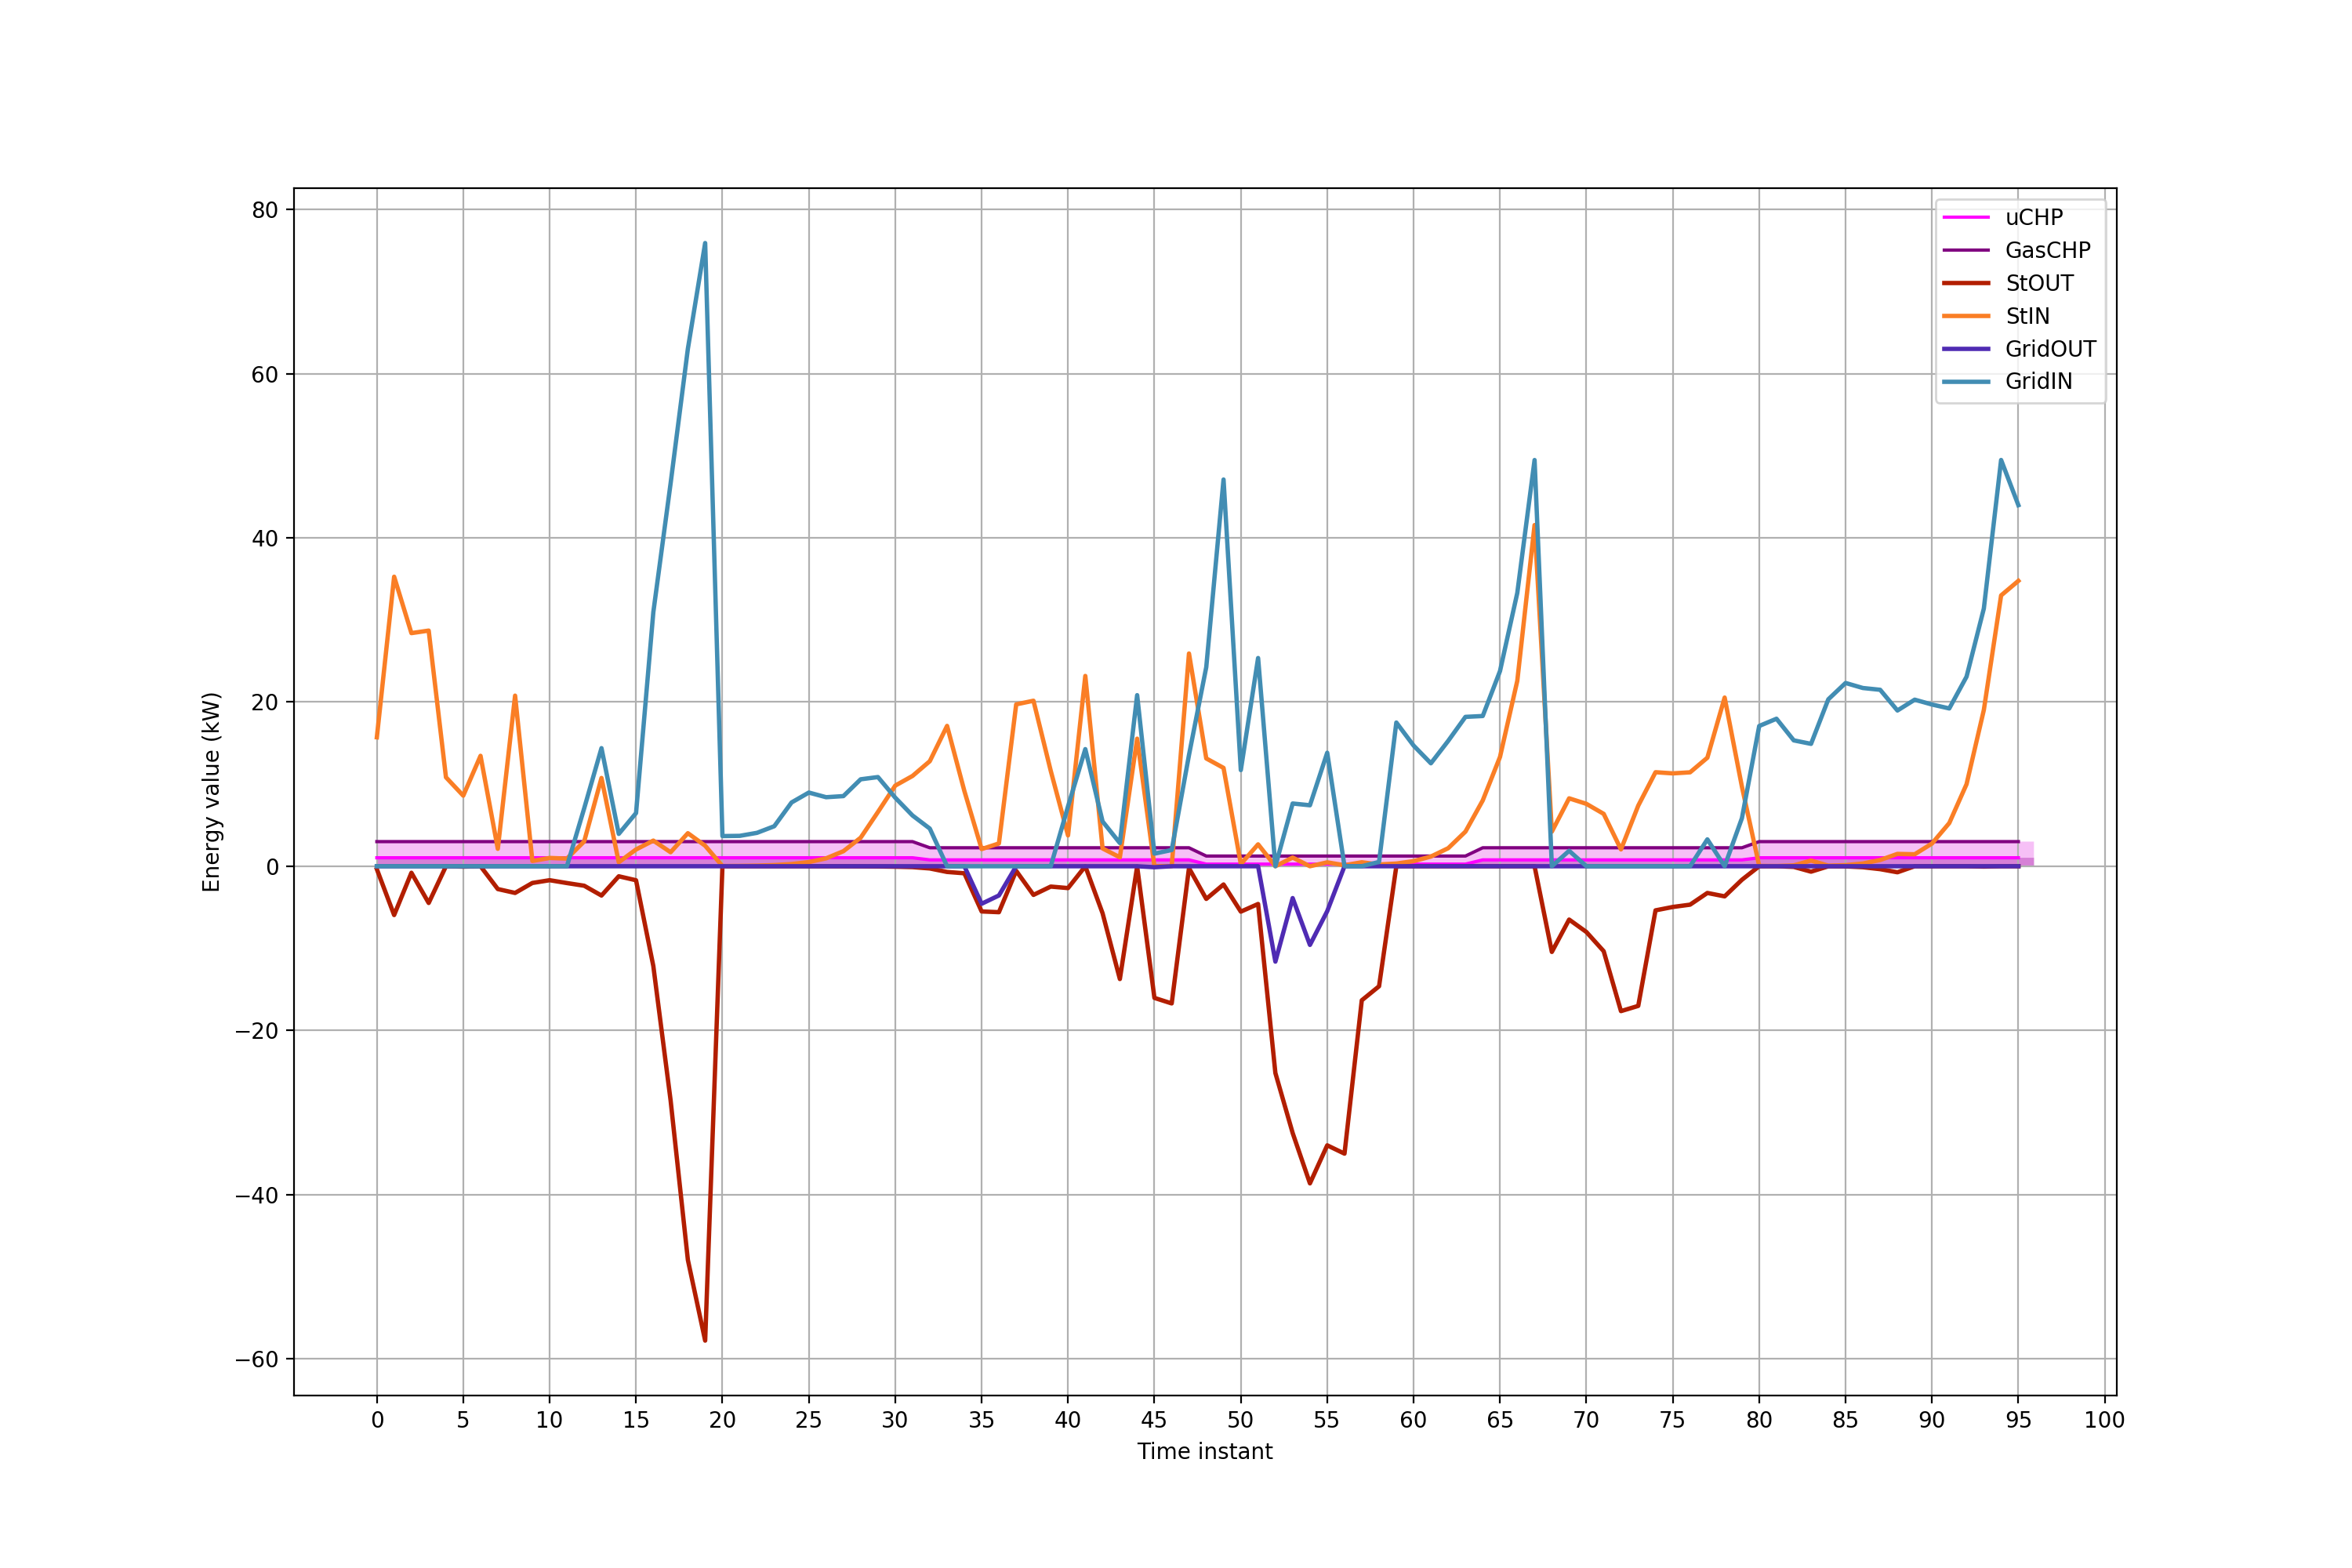 80
60
40
20
0
−20
−40
−60
Energy value (kW)
uCHP
GasCHP
StOUT
StIN
GridOUT
GridIN
0 5 10 15 20 25 30 35 40 45 50 55 60 65 70 75 80 85 90 95 100
Time instant